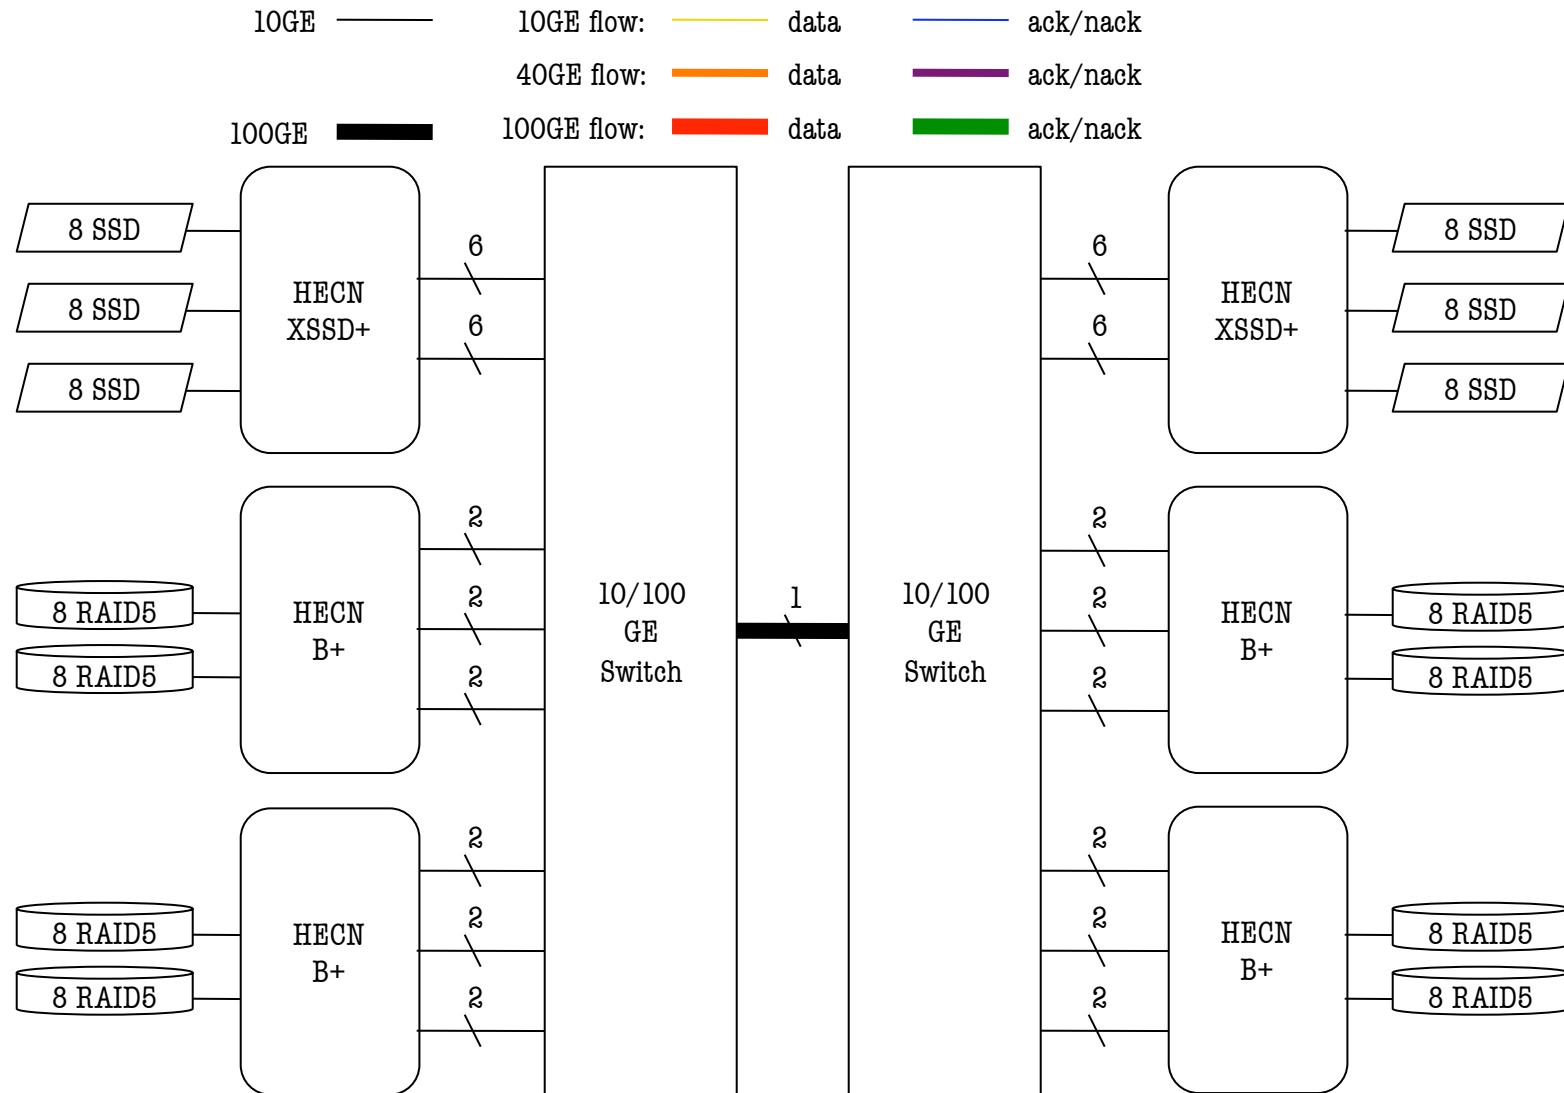 10GE
10GE flow: data ack/nack
40GE flow: data ack/nack
100GE
100GE flow: data ack/nack
8 SSD
8 SSD
8 SSD
HECN
XSSD+
6
6
8 RAID5
8 RAID5
HECN
B+
2
2
2
8 RAID5
8 RAID5
HECN
B+
2
2
2
10/100
GE
Switch
1
10/100
GE
Switch
6
6
HECN
XSSD+
8 SSD
8 SSD
8 SSD
2
2
2
HECN
B+
8 RAID5
8 RAID5
2
2
2
HECN
B+
8 RAID5
8 RAID5